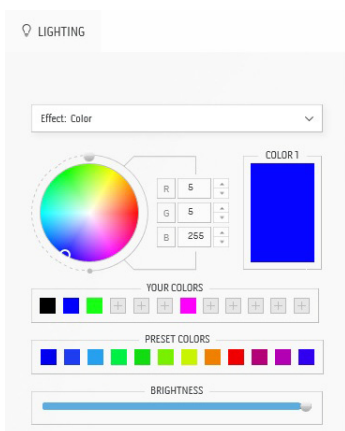 LIGHTING
Effect: Color
COLOR 1
R 5
G 5
B 255
YOUR COLORS
PRESET COLORS
BRIGHTNESS